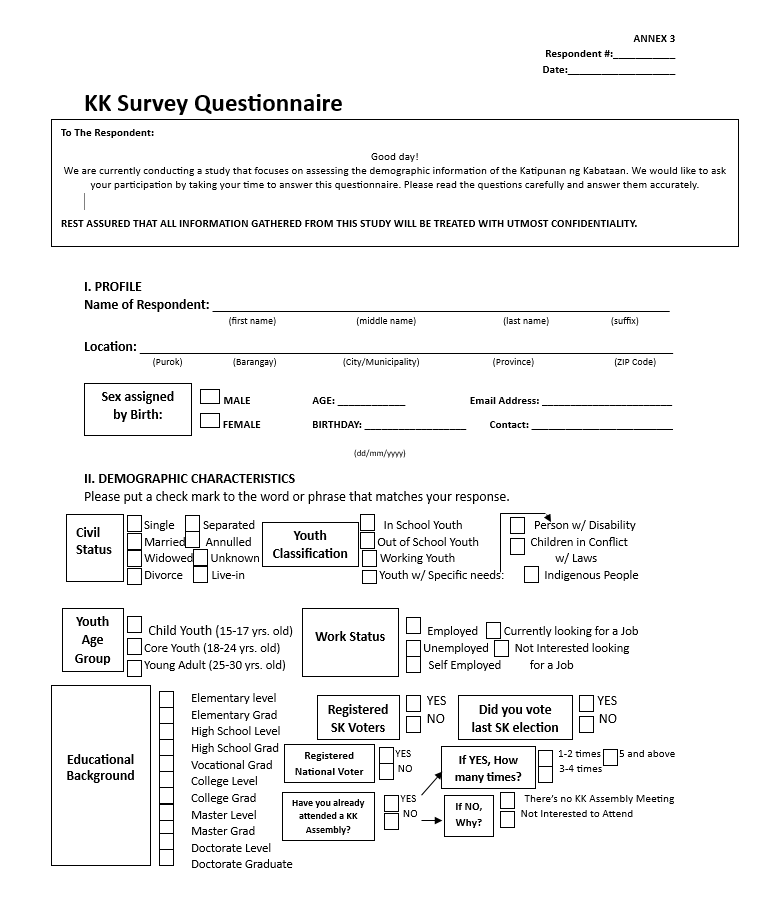 ANNEX 3
Respondent #:___________
Date:___________________
KK Survey Questionnaire
To The Respondent:
Good day!
We are currently conducting a study that focuses on assessing the demographic information of the Katipunan ng Kabataan. We would like to ask
your participation by taking your time to answer this questionnaire. Please read the questions carefully and answer them accurately.
REST ASSURED THAT ALL INFORMATION GATHERED FROM THIS STUDY WILL BE TREATED WITH UTMOST CONFIDENTIALITY.
I. PROFILE
Name of Respondent: ______________________________
(first name) (middle name) (last name) (suffix)
Location: ______________________________
(Purok) (Barangay) (City/Municipality) (Province) (ZIP Code)
Sex assigned
by Birth:
MALE AGE: ____________ Email Address: ______________________
FEMALE BIRTHDAY: _________________ Contact: ______________________
(dd/mm/yyyy)
II. DEMOGRAPHIC CHARACTERISTICS
Please put a check mark to the word or phrase that matches your response.
Civil
Status
Single Separated
Married Annulled
Widowed Unknown
Divorce Live-in
Youth
Classification
In School Youth
Out of School Youth
Working Youth
Youth w/ Specific needs:
Person w/ Disability
Children in Conflict
w/ Laws
Indigenous People
Youth
Age
Group
Child Youth (15-17 yrs. old)
Core Youth (18-24 yrs. old)
Young Adult (25-30 yrs. old)
Work Status
Employed Currently looking for a Job
Unemployed Not Interested looking
Self Employed for a Job
Educational
Background
Elementary level
Elementary Grad
High School Level
High School Grad
Vocational Grad
College Level
College Grad
Master Level
Master Grad
Doctorate Level
Doctorate Graduate
Registered
SK Voters
YES
NO
Did you vote
last SK election
YES
NO
Registered
National Voter
YES
NO
Have you already
attended a KK
Assembly?
YES
NO
If YES, How
many times?
1-2 times 5 and above
3-4 times
If NO,
Why?
There's no KK Assembly Meeting
Not Interested to Attend